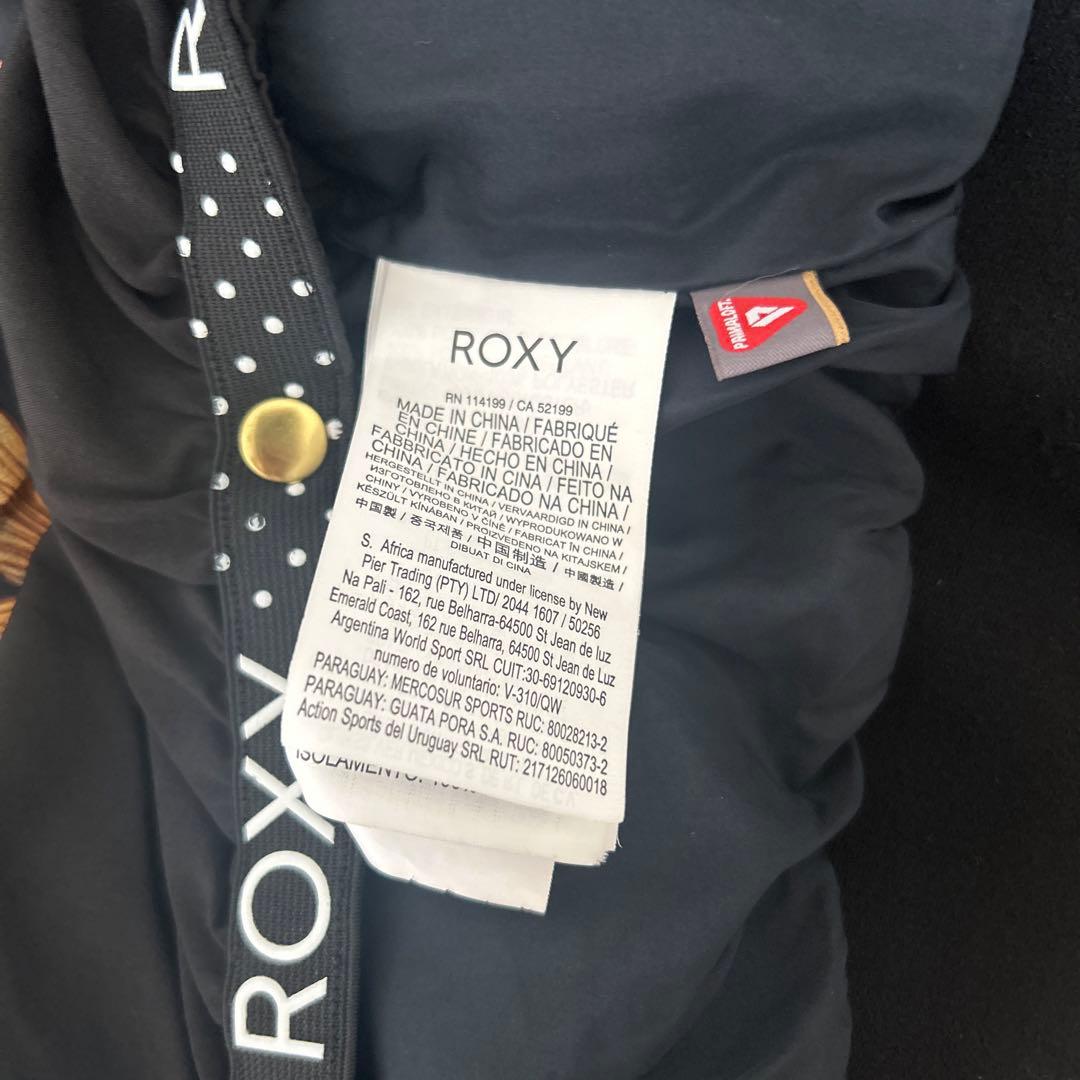 R
ROXY
PRIMALOFT.
RN 114199 / CA 52199
MADE IN CHINA / FABRIQUÉ
EN CHINE / FABRICADO EN
CHINA / HECHO EN CHINA /
FABBRICATO IN CINA / FEITO NA
CHINA / FABRICADO NA CHINA /
HERGESTELLT IN CHINA / VERVAARDIGD IN CHINA /
ИЗГОТОВЛЕНО В КИТАЙ / WYPRODUKOWANO W
CHINY / VYROBENO V ČÍNĚ / FABRICAT ÎN CHINA /
KÉSZÜLT KÍNÁBAN / PROIZVEDENO NA KITAJSKEM /
DIBUAT DI CINA
中国製 / 중국제품 / 中国制造 / 中國製造 /
S. Africa manufactured under license by New
Pier Trading (PTY) LTD/ 2044 1607 / 50256
Na Pali - 162, rue Belharra-64500 St Jean de luz
Emerald Coast, 162 rue Belharra, 64500 St Jean de Luz
Argentina World Sport SRL CUIT:30-69120930-6
numero de voluntario: V-310/QW
PARAGUAY: MERCOSUR SPORTS RUC: 80028213-2
PARAGUAY: GUATA PORA S.A. RUC: 80050373-2
Action Sports del Uruguay SRL RUT: 217126060018
ISOLAMENTO: 100%
ROXY